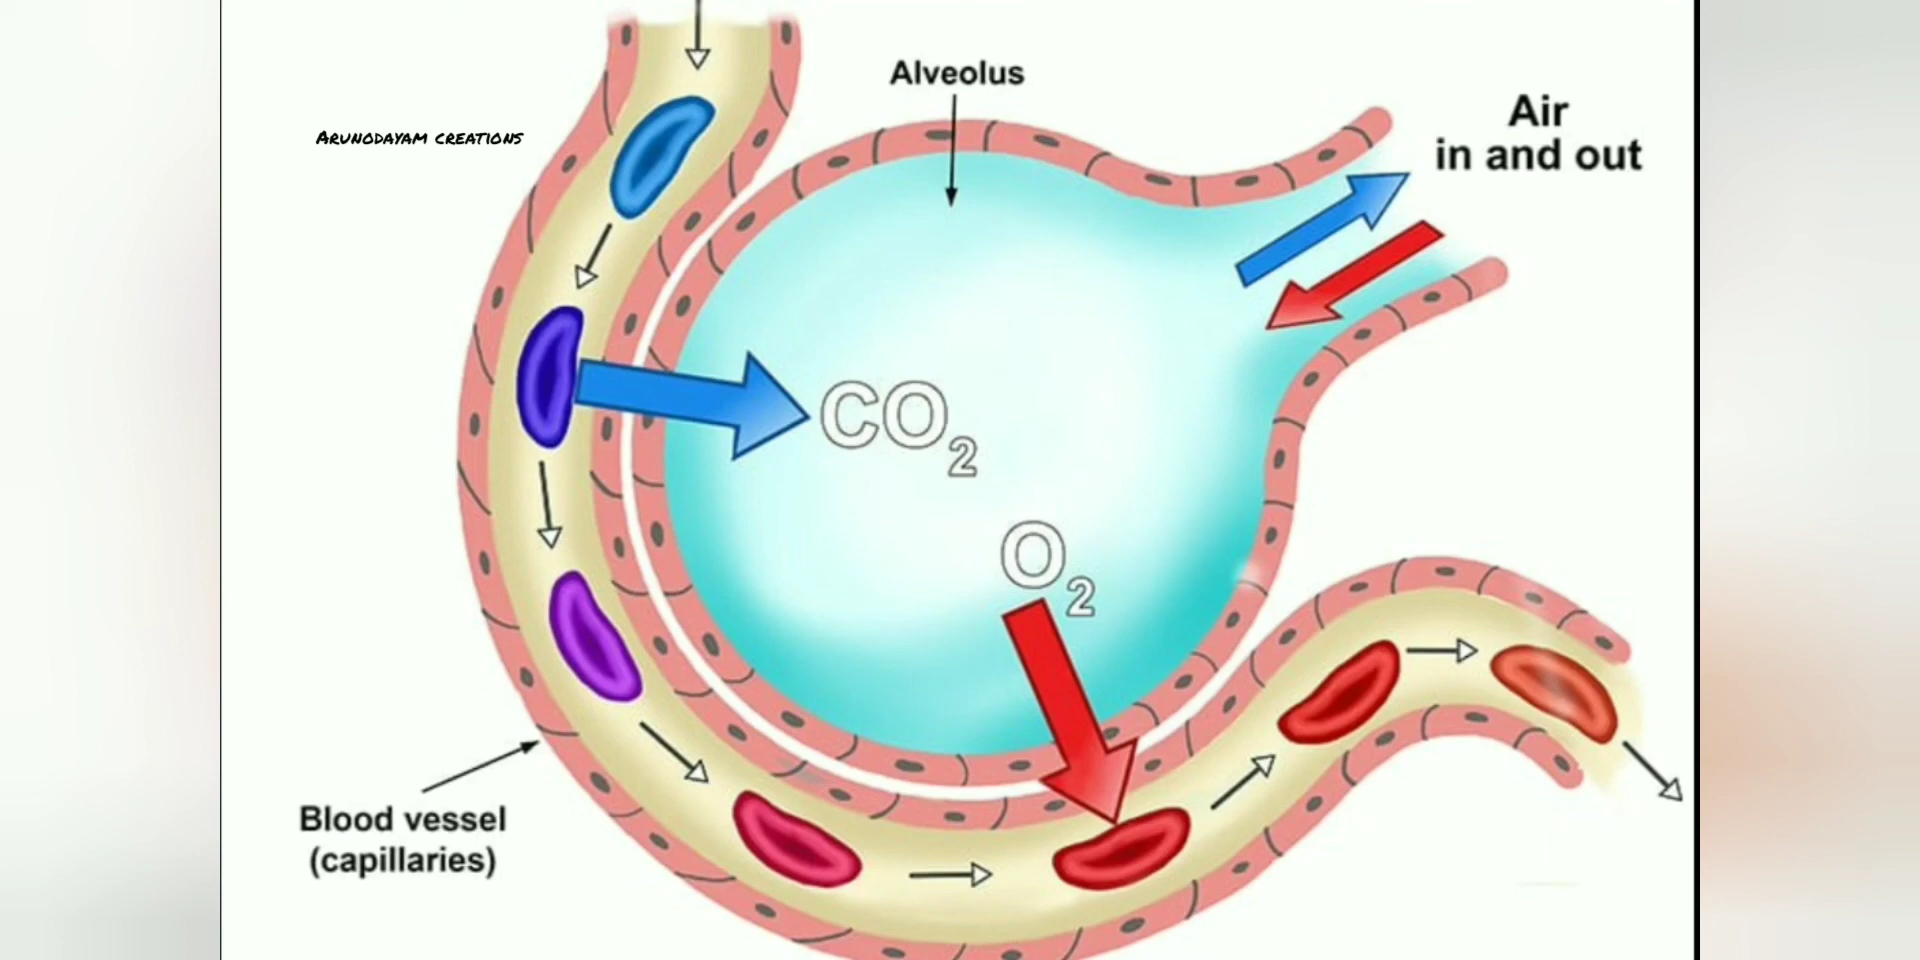 Alveolus
Air
in and out
ARUNODAYAM CREATIONS
CO2
O2
Blood vessel
(capillaries)